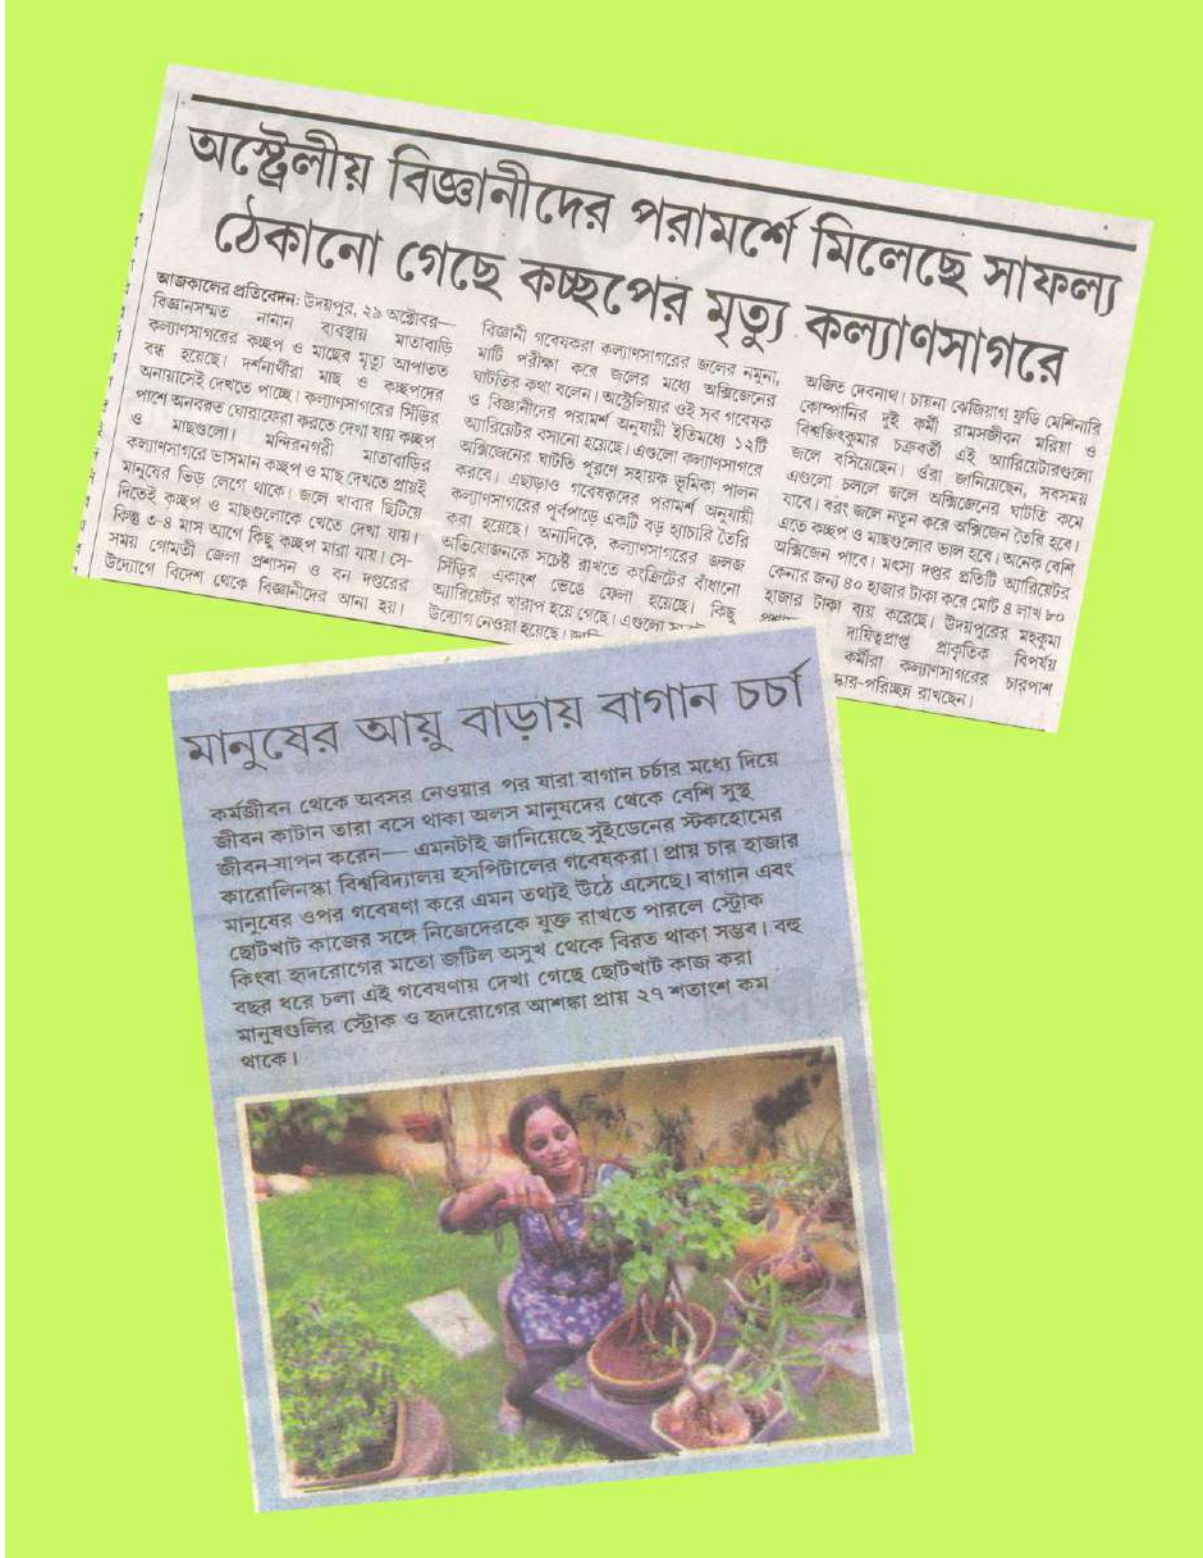 অস্ট্রেলীয় বিজ্ঞানীদের পরামর্শে মিলেছে সাফল্য
ঠেকানো গেছে কচ্ছপের মৃত্যু কল্যাণসাগরে
আজকালের প্রতিবেদন: উদয়পুর, ২৯ অক্টোবর—
বিজ্ঞানসম্মত নানান ব্যবস্থায় মাতাবাড়ি
কল্যাণসাগরের কচ্ছপ ও মাছের মৃত্যু আপাতত
বন্ধ হয়েছে। দর্শনার্থীরা মাছ ও কচ্ছপদের
অনায়াসেই দেখতে পাচ্ছে। কল্যাণসাগরের সিঁড়ির
পাশে অনবরত ঘোরাফেরা করতে দেখা যায় কচ্ছপ
ও মাছগুলো। মন্দিরনগরী মাতাবাড়ির
কল্যাণসাগরে ভাসমান কচ্ছপ ও মাছ দেখতে প্রায়ই
মানুষের ভিড় লেগে থাকে। জলে খাবার ছিটিয়ে
দিতেই কচ্ছপ ও মাছগুলোকে খেতে দেখা যায়।
কিন্তু ৩-৪ মাস আগে কিছু কচ্ছপ মারা যায়। সে-
সময় গোমতী জেলা প্রশাসন ও বন দপ্তরের
উদ্যোগে বিদেশ থেকে বিজ্ঞানীদের আনা হয়।
বিজ্ঞানী গবেষকরা কল্যাণসাগরের জলের নমুনা,
মাটি পরীক্ষা করে জলের মধ্যে অক্সিজেনের
ঘাটতির কথা বলেন। অস্ট্রেলিয়ার ওই সব গবেষক
ও বিজ্ঞানীদের পরামর্শ অনুযায়ী ইতিমধ্যে ১২টি
অ্যারিয়েটর বসানো হয়েছে। এগুলো কল্যাণসাগরে
অক্সিজেনের ঘাটতি পূরণে সহায়ক ভূমিকা পালন
করবে। এছাড়াও গবেষকদের পরামর্শ অনুযায়ী
কল্যাণসাগরের পূর্বপাড়ে একটি বড় হ্যাচারি তৈরি
করা হয়েছে। অন্যদিকে, কল্যাণসাগরের জলজ
অভিযোজনকে সচেষ্ট রাখতে কংক্রিটের বাঁধানো
সিঁড়ির একাংশ ভেঙে ফেলা হয়েছে। কিছু
অ্যারিয়েটর খারাপ হয়ে গেছে। এগুলো
উদ্যোগ নেওয়া হয়েছে।
অজিত দেবনাথ। চায়না ঝেজিয়াগ ফ্রডি মেশিনারি
কোম্পানির দুই কর্মী রামসজীবন মরিয়া ও
বিশ্বজিৎকুমার চক্রবর্তী এই অ্যারিয়েটারগুলো
জলে বসিয়েছেন। ওঁরা জানিয়েছেন, সবসময়
এগুলো চললে জলে অক্সিজেনের ঘাটতি কমে
যাবে। বরং জলে নতুন করে অক্সিজেন তৈরি হবে।
এতে কচ্ছপ ও মাছগুলোর ভাল হবে। অনেক বেশি
অক্সিজেন পাবে। মৎস্য দপ্তর প্রতিটি অ্যারিয়েটর
কেনার জন্য ৪০ হাজার টাকা করে মোট ৪ লাখ ৮০
হাজার টাকা ব্যয় করেছে। উদয়পুরের মহকুমা
দায়িত্বপ্রাপ্ত প্রাকৃতিক বিপর্যয়
কর্মীরা কল্যাণসাগরের চারপাশ
ষ্কার-পরিচ্ছন্ন রাখছেন।
মানুষের আয়ু বাড়ায় বাগান চর্চা
কর্মজীবন থেকে অবসর নেওয়ার পর যারা বাগান চর্চার মধ্যে দিয়ে
জীবন কাটান তারা বসে থাকা অলস মানুষদের থেকে বেশি সুস্থ
জীবন-যাপন করেন— এমনটাই জানিয়েছে সুইডেনের স্টকহোমের
কারোলিনস্কা বিশ্ববিদ্যালয় হসপিটালের গবেষকরা। প্রায় চার হাজার
মানুষের ওপর গবেষণা করে এমন তথ্যই উঠে এসেছে। বাগান এবং
ছোটখাট কাজের সঙ্গে নিজেদেরকে যুক্ত রাখতে পারলে স্ট্রোক
কিংবা হৃদরোগের মতো জটিল অসুখ থেকে বিরত থাকা সম্ভব। বহু
বছর ধরে চলা এই গবেষণায় দেখা গেছে ছোটখাট কাজ করা
মানুষগুলির স্ট্রোক ও হৃদরোগের আশঙ্কা প্রায় ২৭ শতাংশ কম
থাকে।